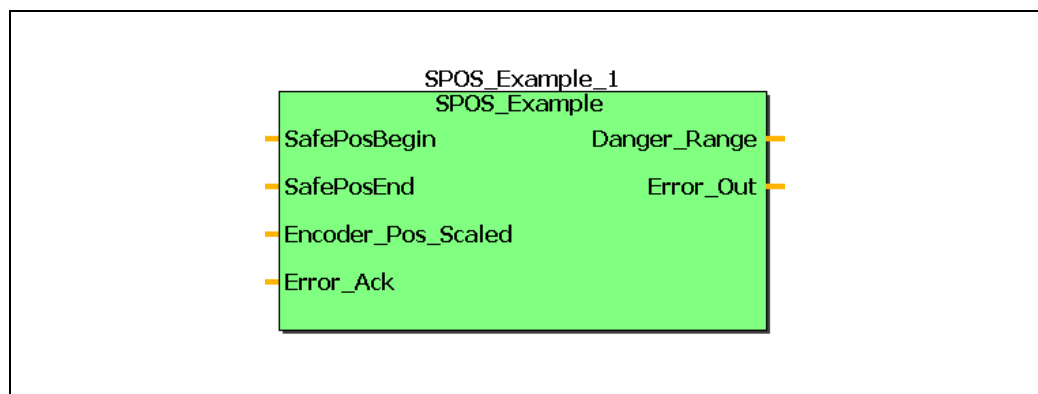 SPOS_Example_1
SPOS_Example
SafePosBegin
Danger_Range
SafePosEnd
Error_Out
Encoder_Pos_Scaled
Error_Ack